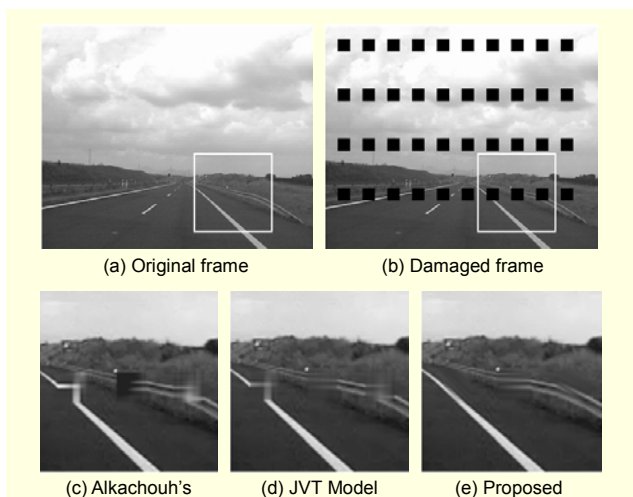 (a) Original frame
(b) Damaged frame
(c) Alkachouh's
(d) JVT Model
(e) Proposed